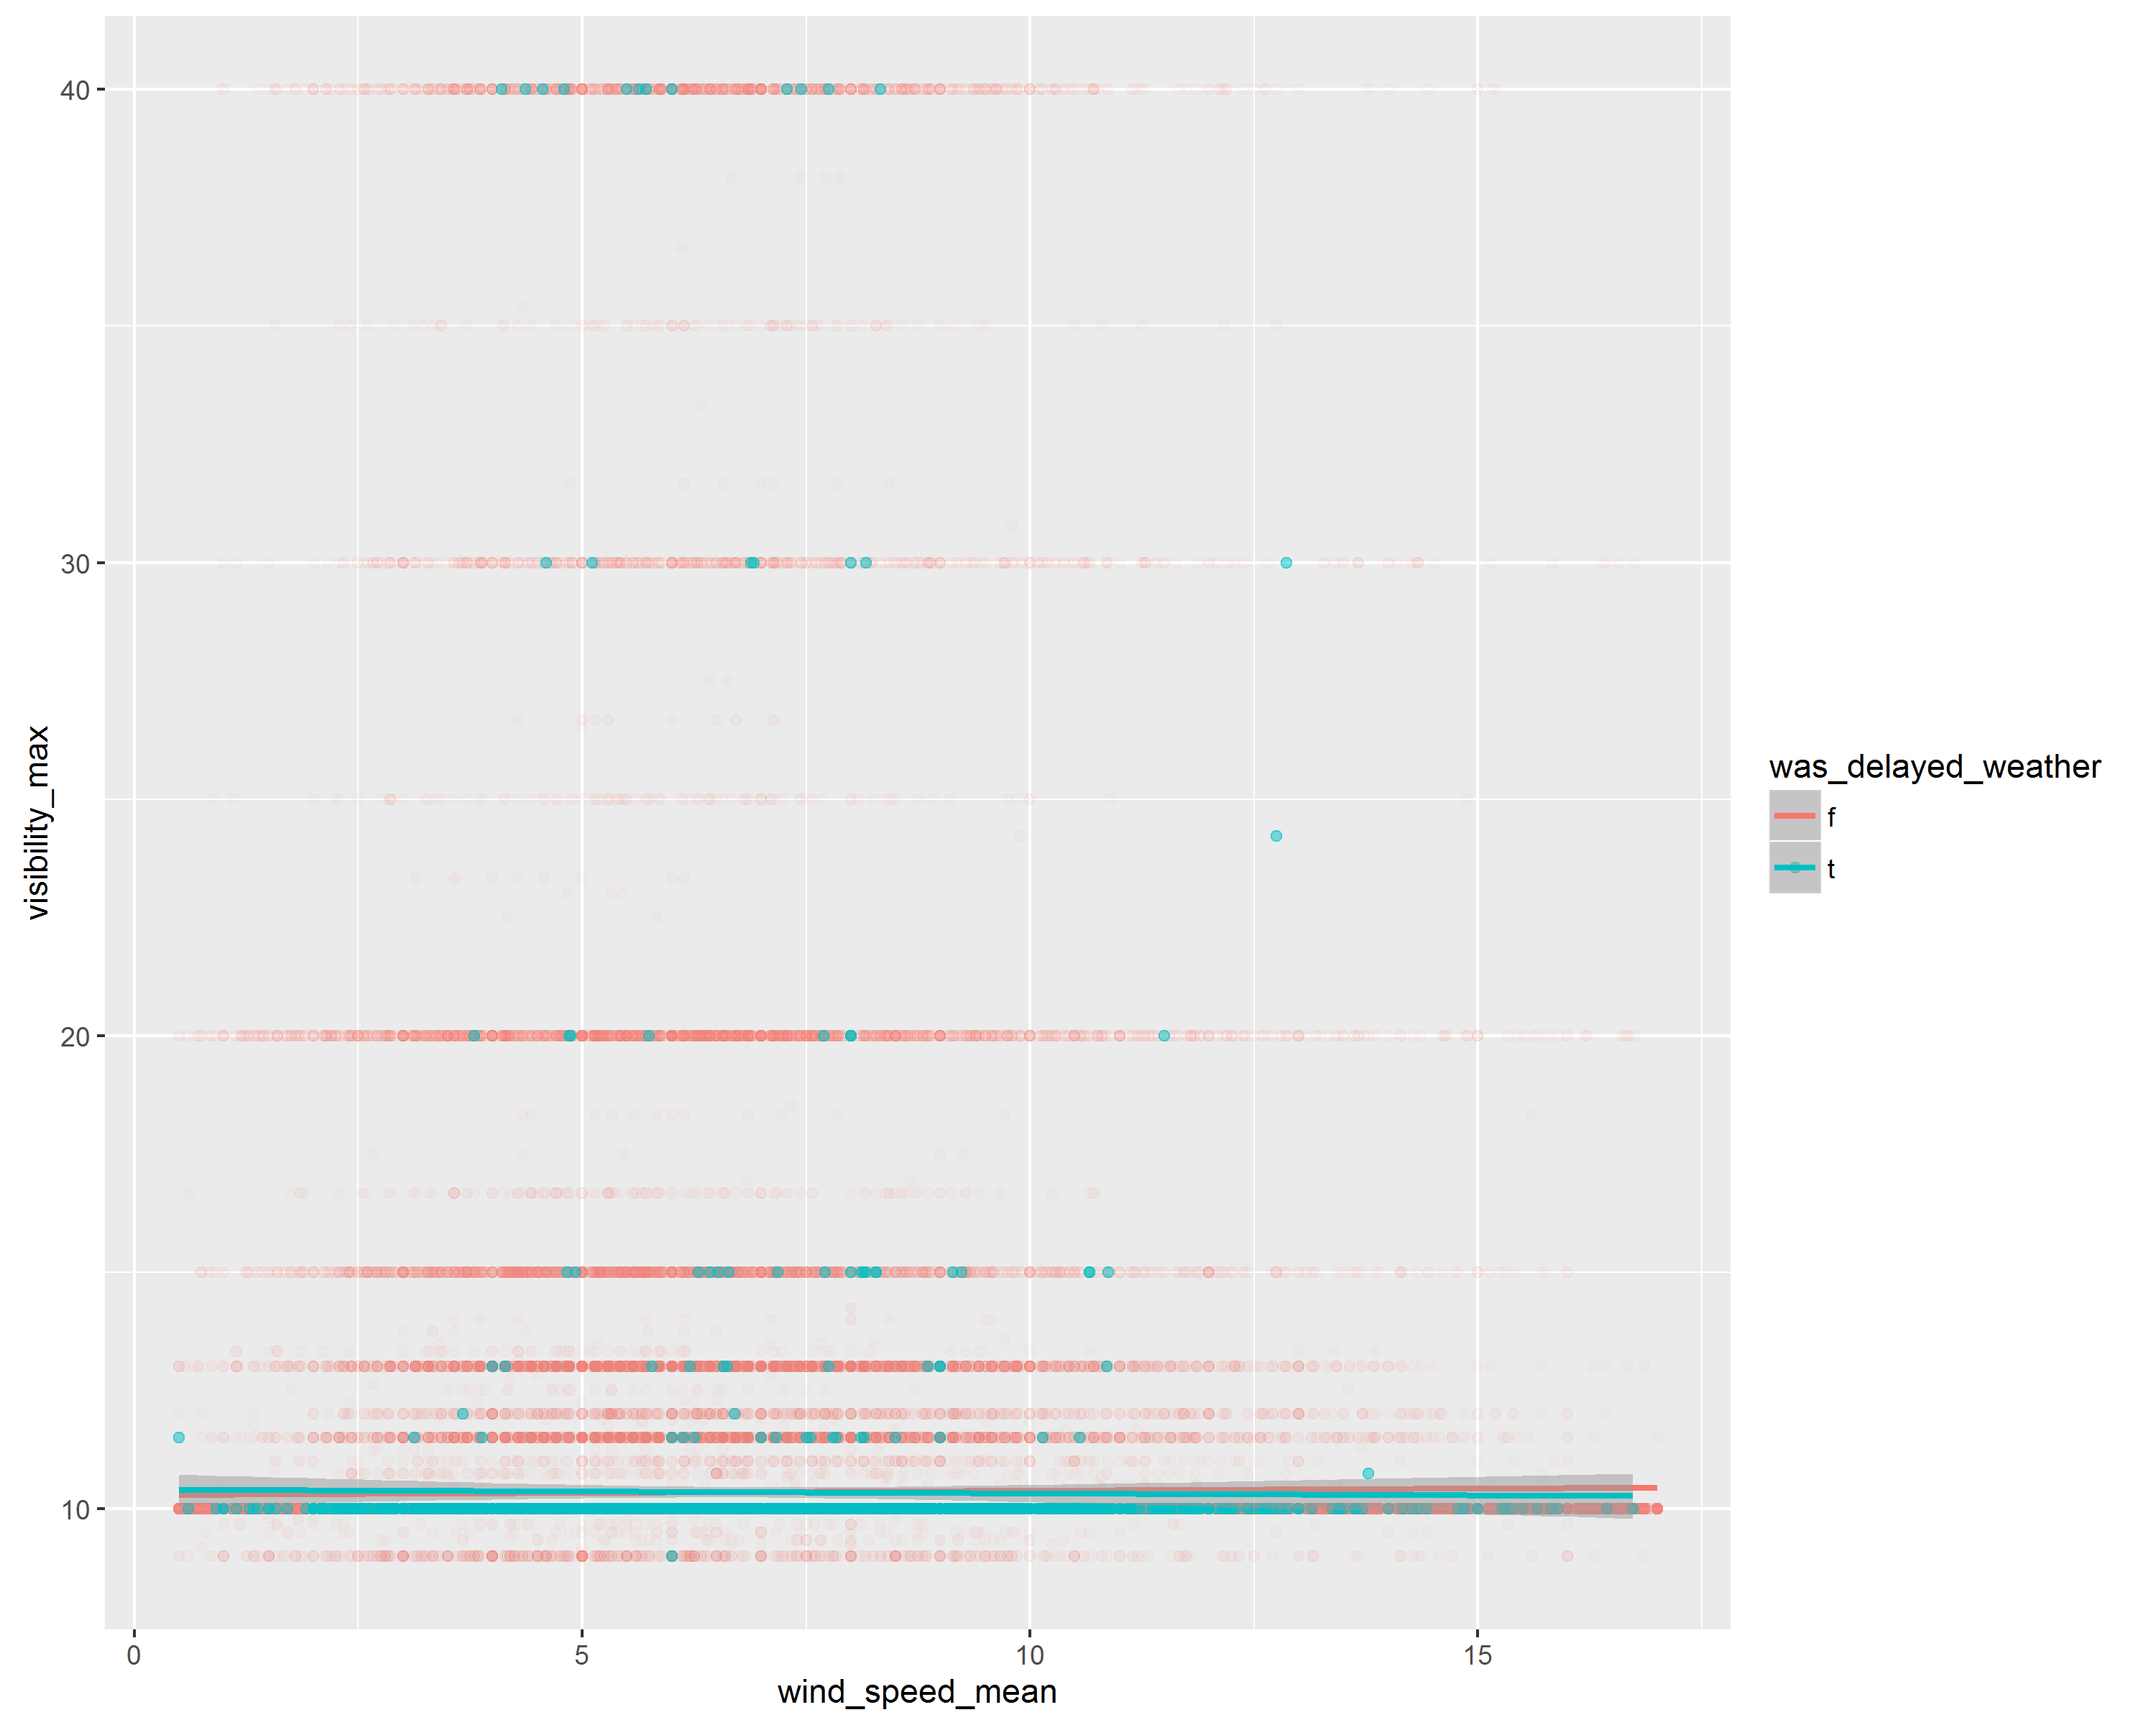 40
30
20
10
visibility_max
0 5 10 15
wind_speed_mean
was_delayed_weather
f
t